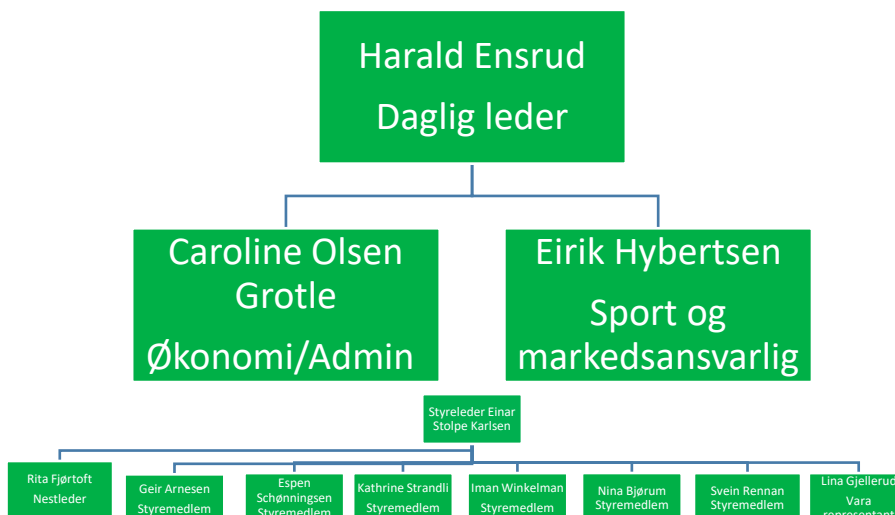 Harald Ensrud
Daglig leder
Caroline Olsen
Grotle
Økonomi/Admin
Eirik Hybertsen
Sport og
markedsansvarlig
Styreleder Einar
Stolpe Karlsen
Rita Fjørtoft
Nestleder
Geir Arnesen
Styremedlem
Espen
Schønningsen
Styremedlem
Kathrine Strandli
Styremedlem
Iman Winkelman
Styremedlem
Nina Bjørum
Styremedlem
Svein Rennan
Styremedlem
Lina Gjellerud
Vara
representant